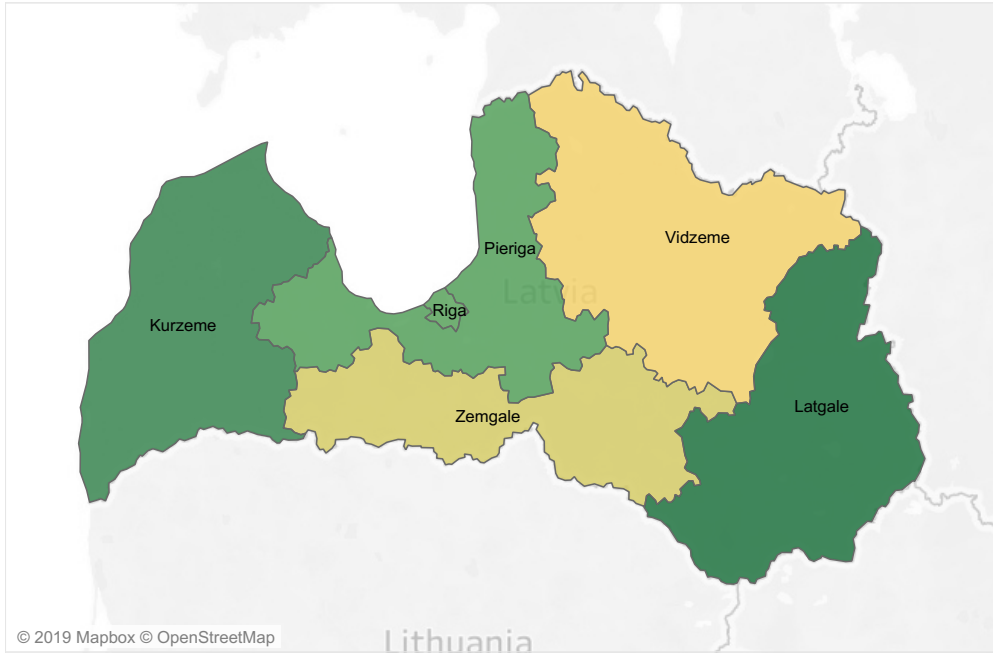 Vidzeme
Pieriga
Latvia
Riga
Kurzeme
Latgale
Zemgale
© 2019 Mapbox © OpenStreetMap
Lithuania